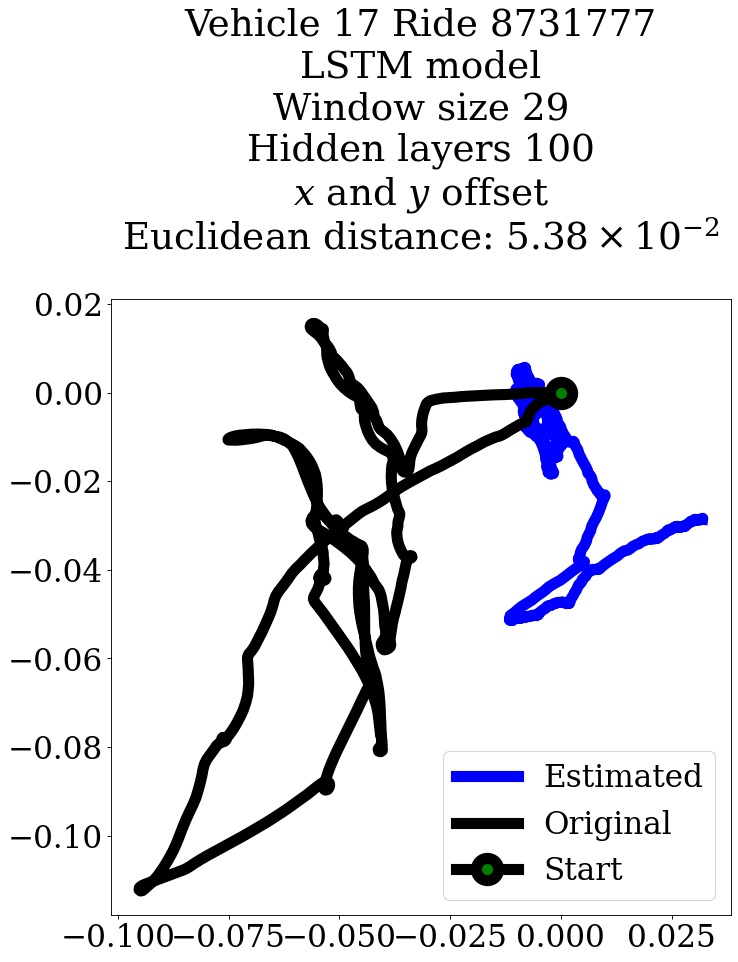 Vehicle 17 Ride 8731777
LSTM model
Window size 29
Hidden layers 100
x and y offset
Euclidean distance: 5.38 × 10⁻²
0.02
0.00
−0.02
−0.04
−0.06
−0.08
−0.10
Estimated
Original
Start
−0.100 −0.075 −0.050 −0.025 0.000 0.025